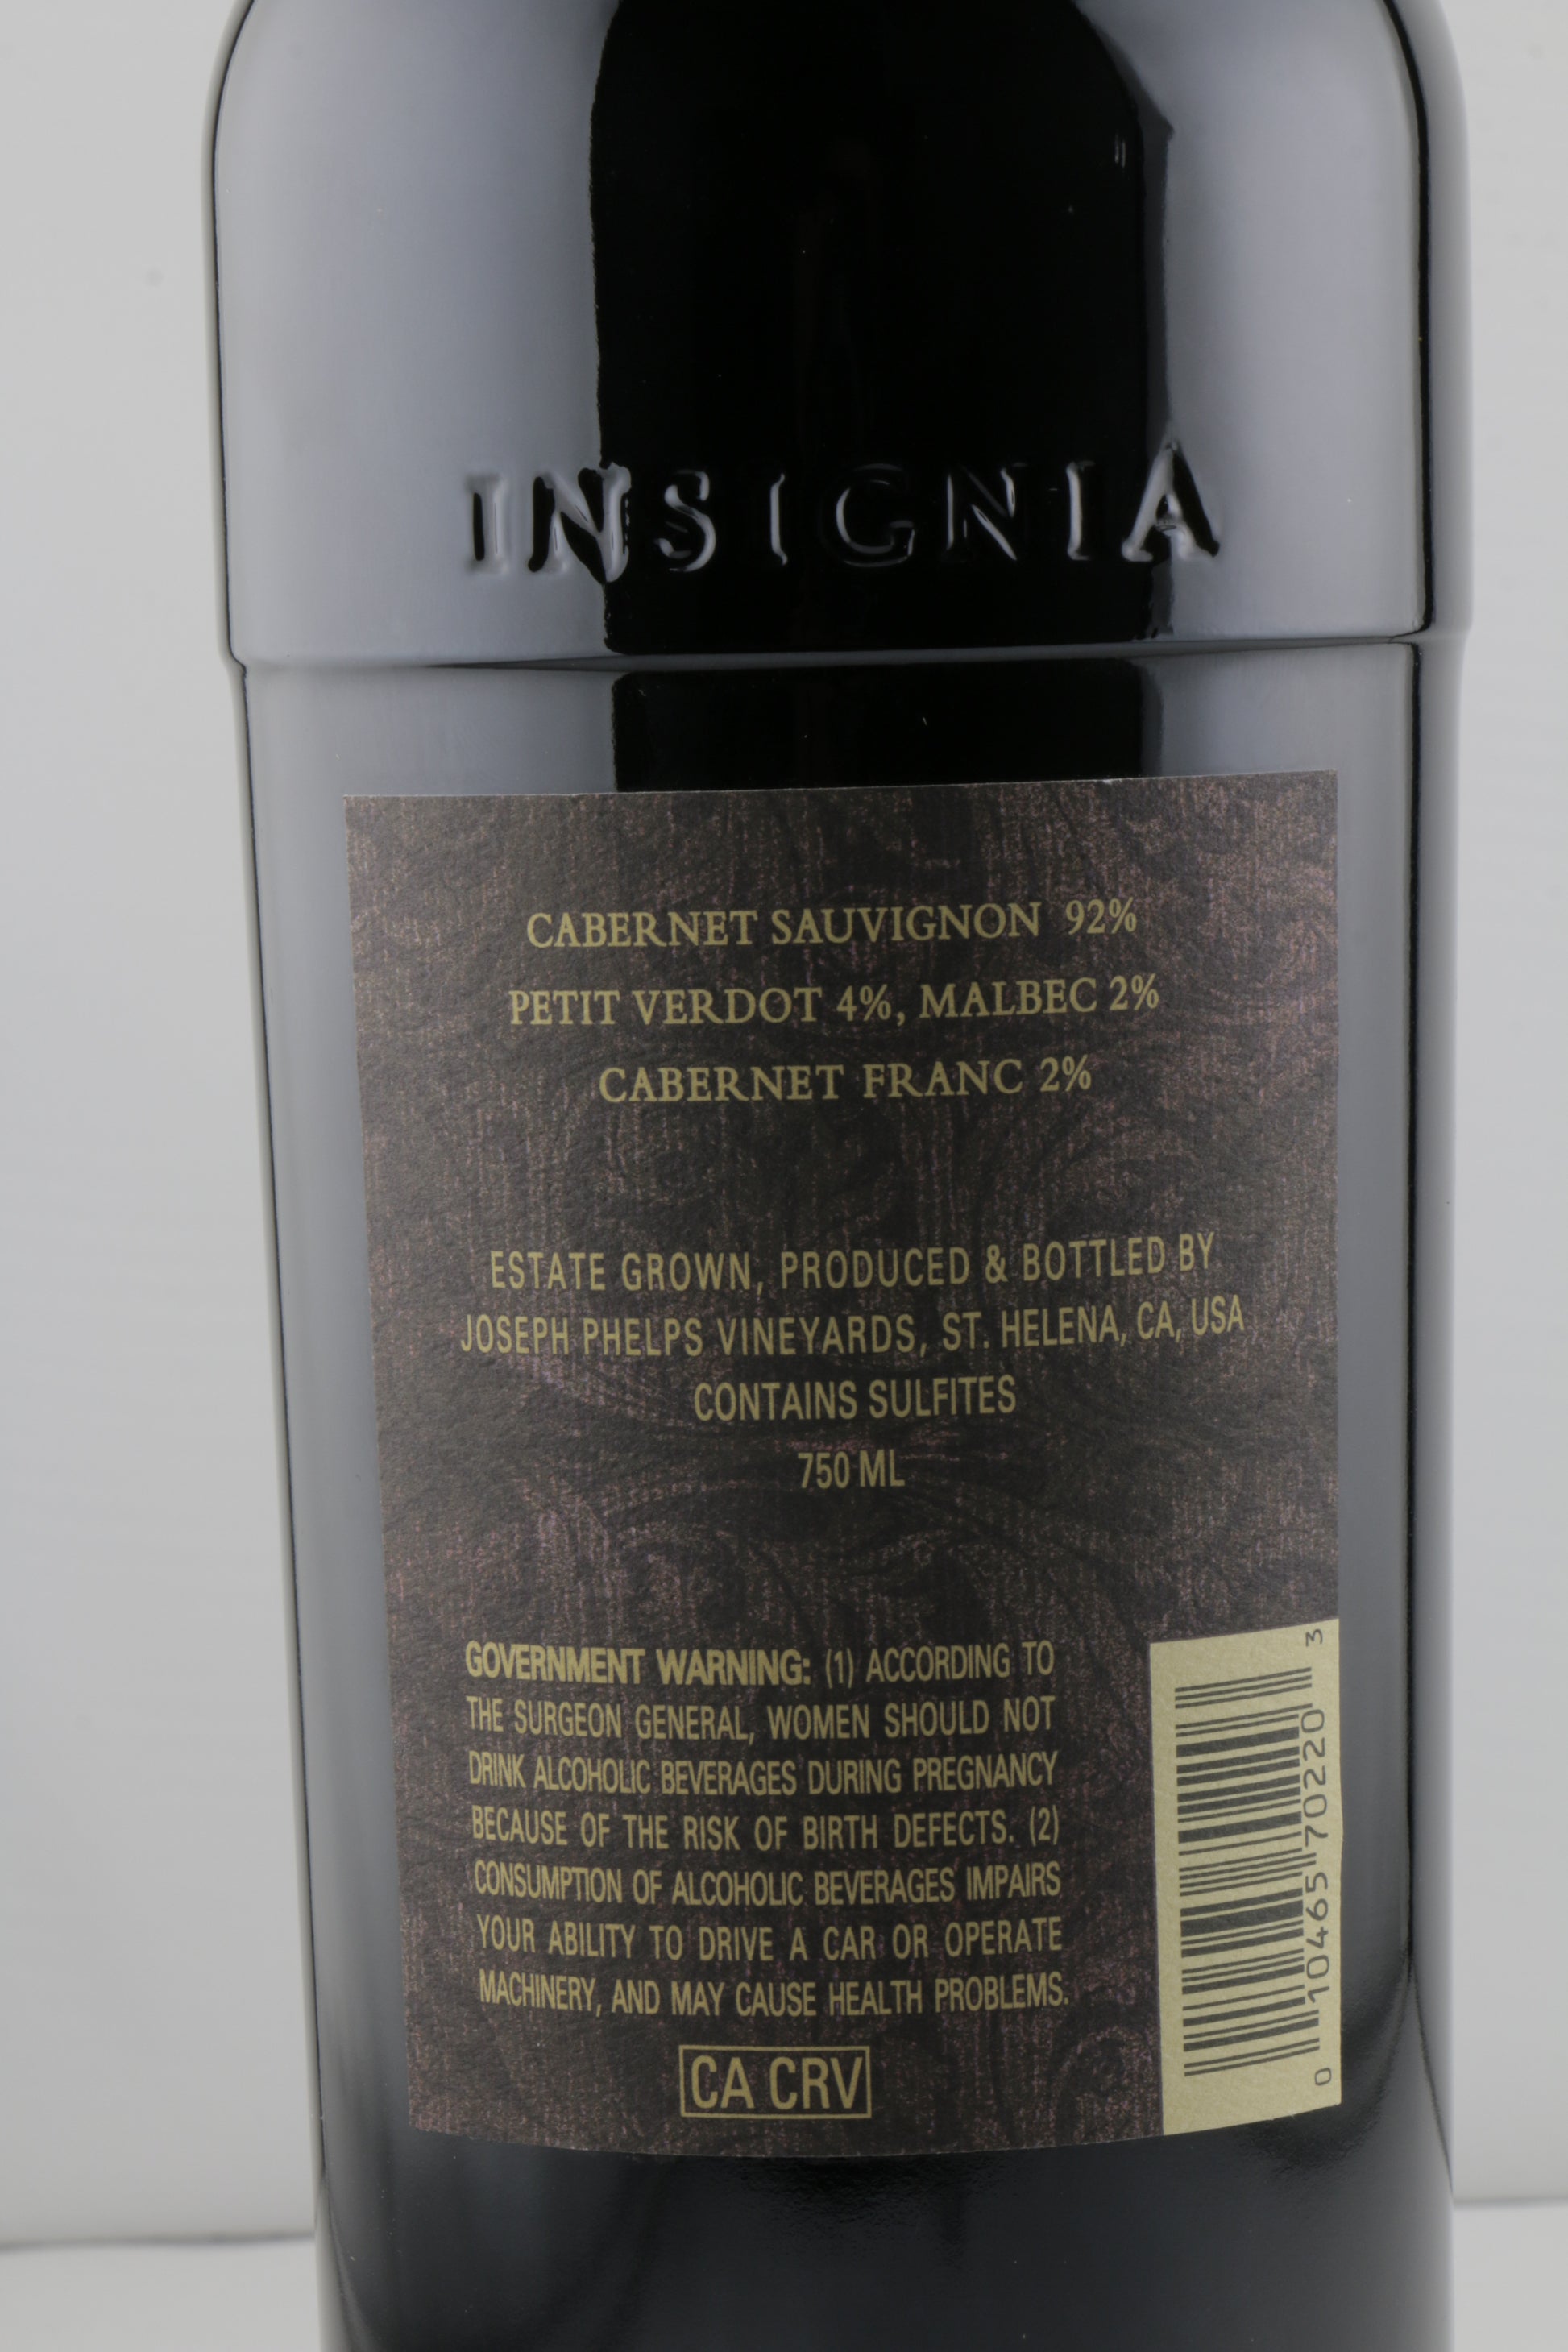 INSIGNIA
CABERNET SAUVIGNON 92%
PETIT VERDOT 4%, MALBEC 2%
CABERNET FRANC 2%
ESTATE GROWN, PRODUCED & BOTTLED BY
JOSEPH PHELPS VINEYARDS, ST. HELENA, CA, USA
CONTAINS SULFITES
750 ML
GOVERNMENT WARNING: (1) ACCORDING TO
THE SURGEON GENERAL, WOMEN SHOULD NOT
DRINK ALCOHOLIC BEVERAGES DURING PREGNANCY
BECAUSE OF THE RISK OF BIRTH DEFECTS. (2)
CONSUMPTION OF ALCOHOLIC BEVERAGES IMPAIRS
YOUR ABILITY TO DRIVE A CAR OR OPERATE
MACHINERY, AND MAY CAUSE HEALTH PROBLEMS.
CA CRV
0 10465 70220 3